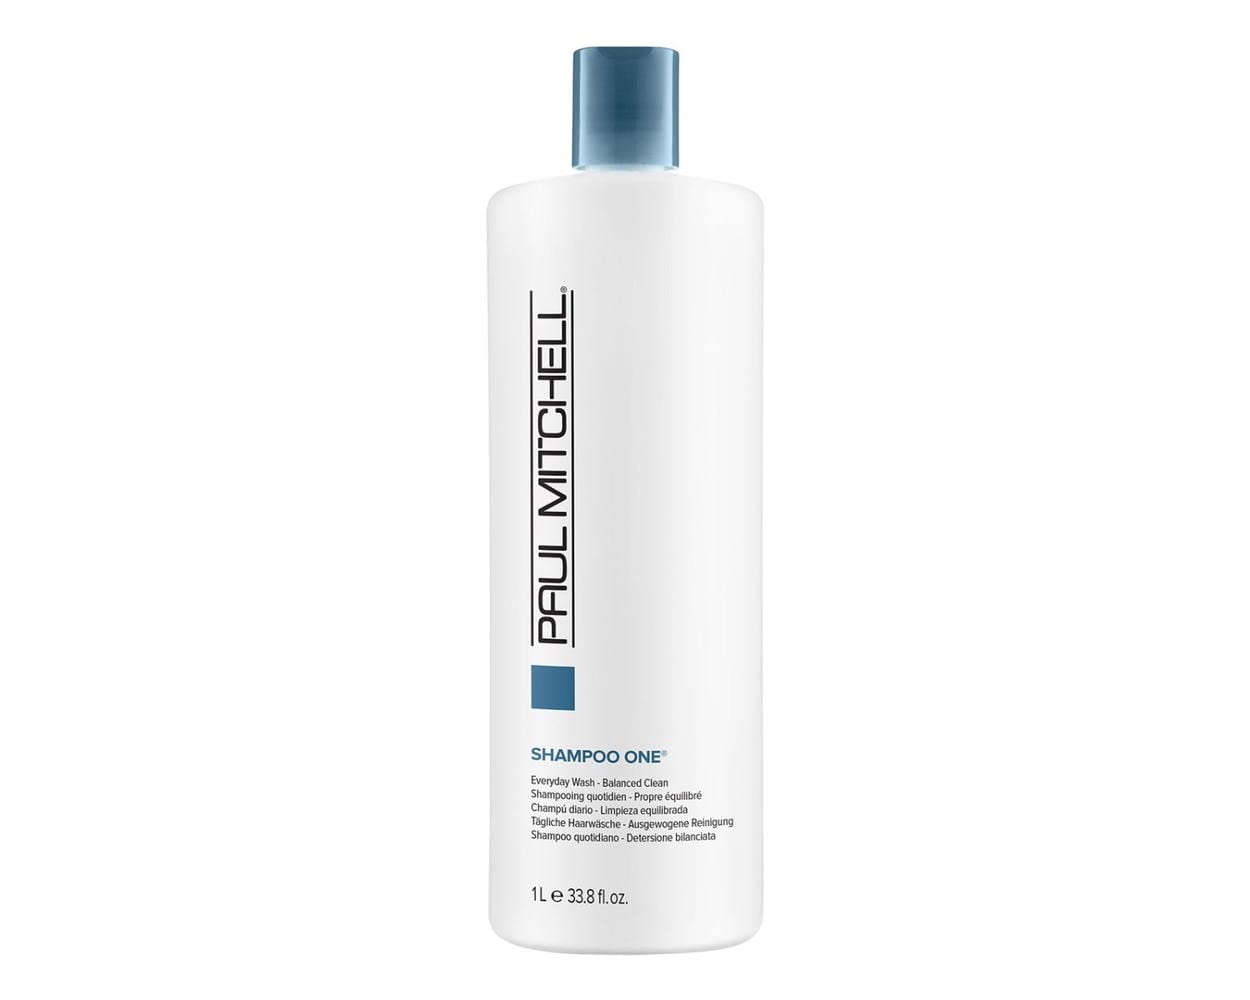 PAUL MITCHELL®
SHAMPOO ONE®
Everyday Wash - Balanced Clean
Shampooing quotidien - Propre équilibré
Champú diario - Limpieza equilibrada
Tägliche Haarwäsche - Ausgewogene Reinigung
Shampoo quotidiano - Detersione bilanciata
1 L ℮ 33.8 fl. oz.